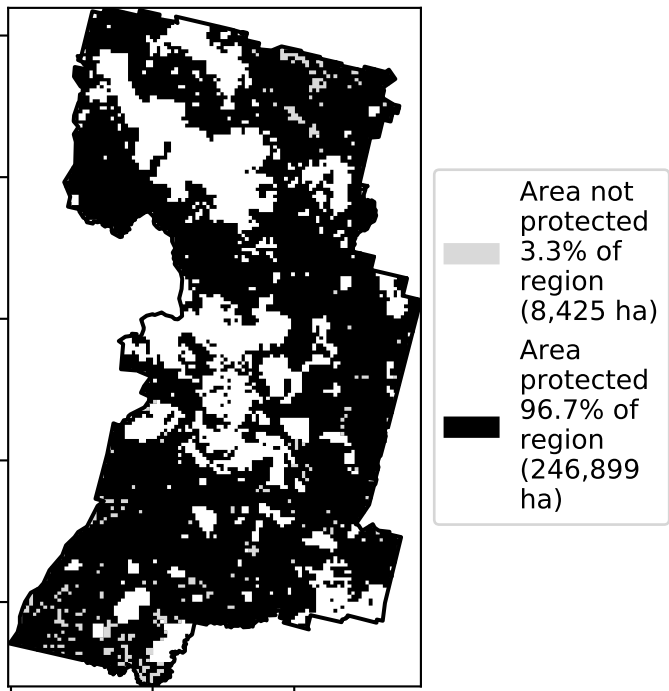 Area not
protected
3.3% of
region
(8,425 ha)
Area
protected
96.7% of
region
(246,899
ha)